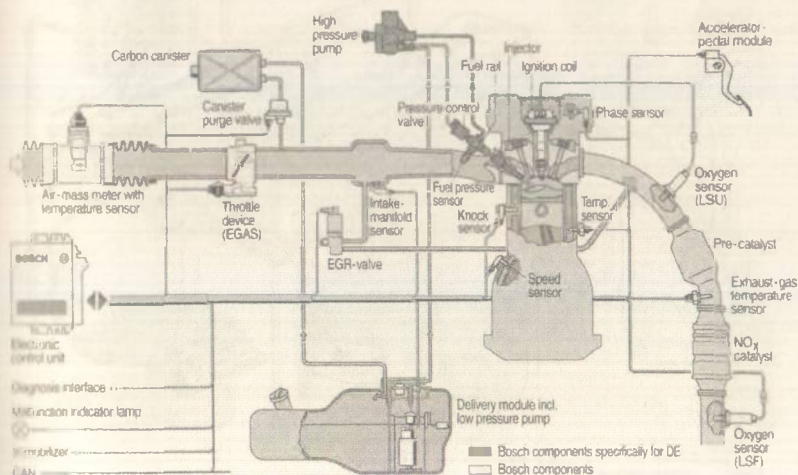 High
pressure
pump
Accelerator-
pedal module
Injector
Carbon canister
Fuel rail
Ignition coil
Canister
purge valve
Pressure control
valve
Phase sensor
Air-mass meter with
temperature sensor
Throttle
device
(EGAS)
Intake-
manifold
sensor
Fuel pressure
sensor
Knock
sensor
Temp.
sensor
Oxygen
sensor
(LSU)
EGR-valve
Pre-catalyst
BOSCH
Speed
sensor
Exhaust-gas
temperature
sensor
Electronic
control unit
NOx
catalyst
Diagnosis interface
Malfunction indicator lamp
Delivery module incl.
low pressure pump
Immobilizer
CAN
Oxygen
sensor
(LSF)
Bosch components specifically for DE
Bosch components